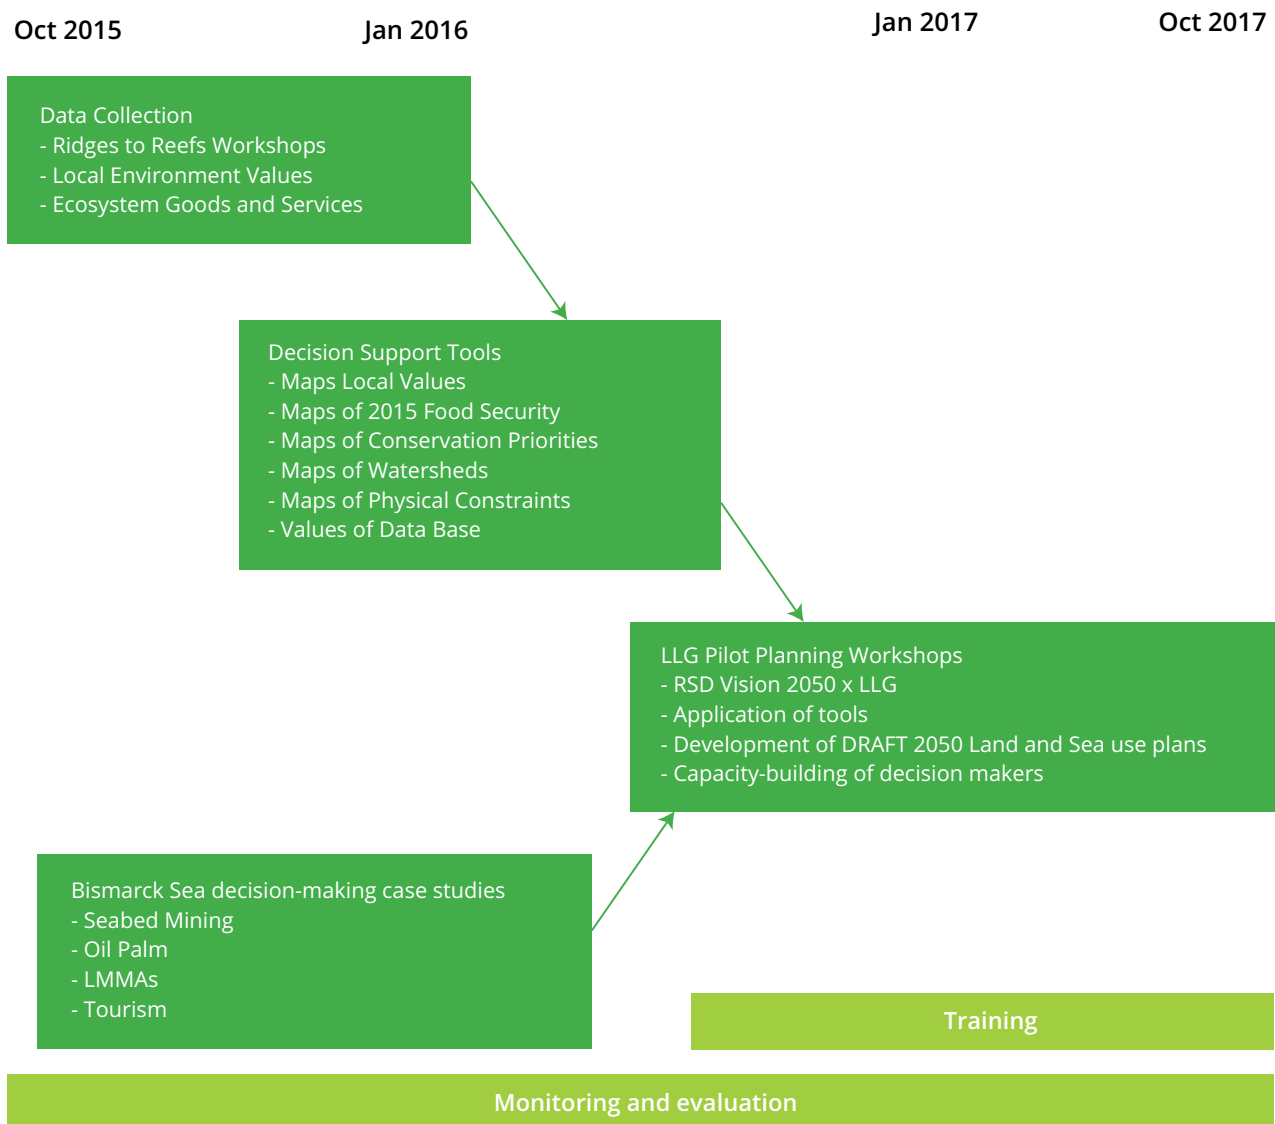 Oct 2015
Jan 2016
Jan 2017
Oct 2017
Data Collection
- Ridges to Reefs Workshops
- Local Environment Values
- Ecosystem Goods and Services
Decision Support Tools
- Maps Local Values
- Maps of 2015 Food Security
- Maps of Conservation Priorities
- Maps of Watersheds
- Maps of Physical Constraints
- Values of Data Base
LLG Pilot Planning Workshops
- RSD Vision 2050 x LLG
- Application of tools
- Development of DRAFT 2050 Land and Sea use plans
- Capacity-building of decision makers
Bismarck Sea decision-making case studies
- Seabed Mining
- Oil Palm
- LMMAs
- Tourism
Training
Monitoring and evaluation